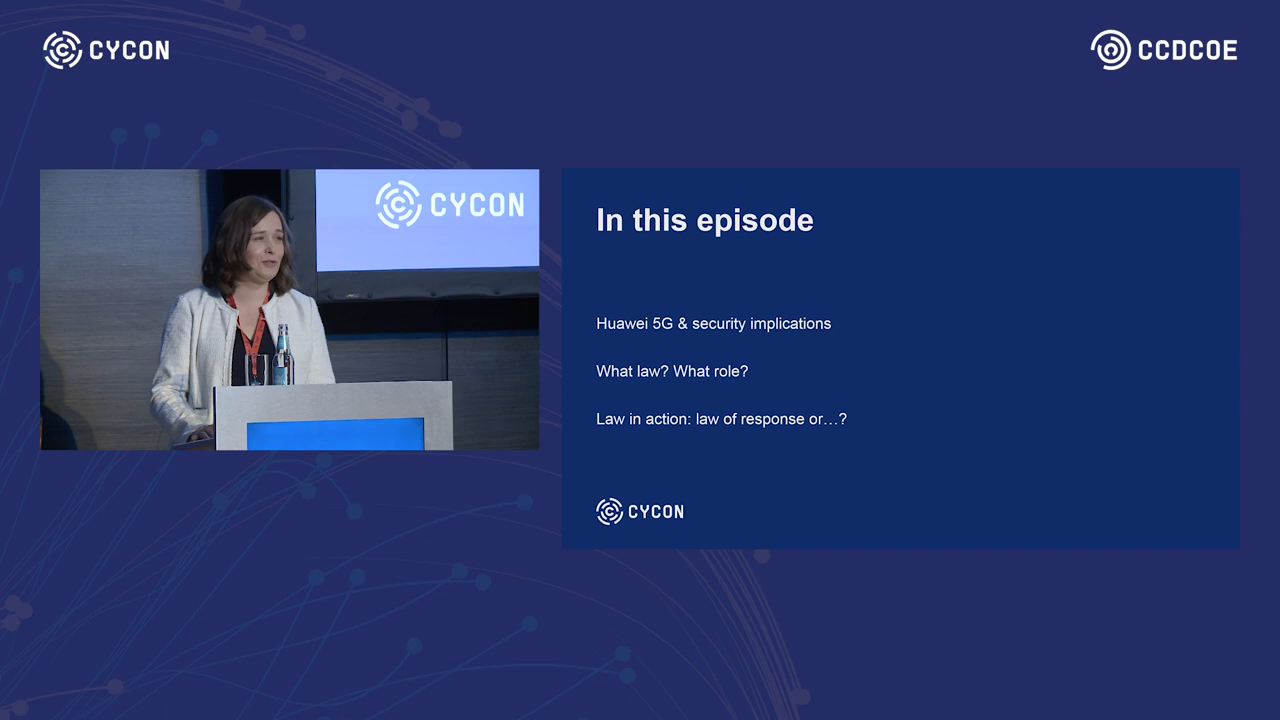 CYCON
CCDCOE
CYCON
In this episode
Huawei 5G & security implications
What law? What role?
Law in action: law of response or…?
CYCON